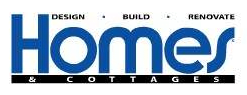 DESIGN • BUILD • RENOVATE
Homes
& COTTAGES